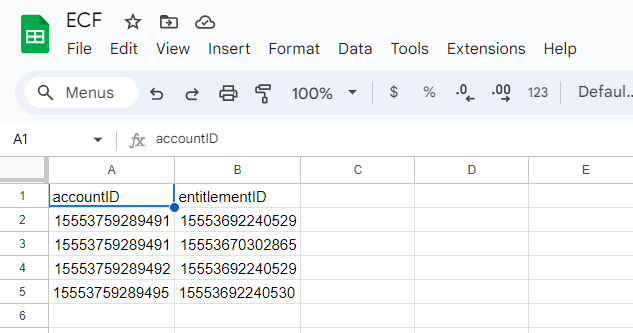 ECF
File Edit View Insert Format Data Tools Extensions Help
Menus 100% $ % .0 .00 123 Defaul...
A1 fx accountID
A B C D E
1 accountID entitlementID
2 15553759289491 15553692240529
3 15553759289491 15553670302865
4 15553759289492 15553692240529
5 15553759289495 15553692240530
6